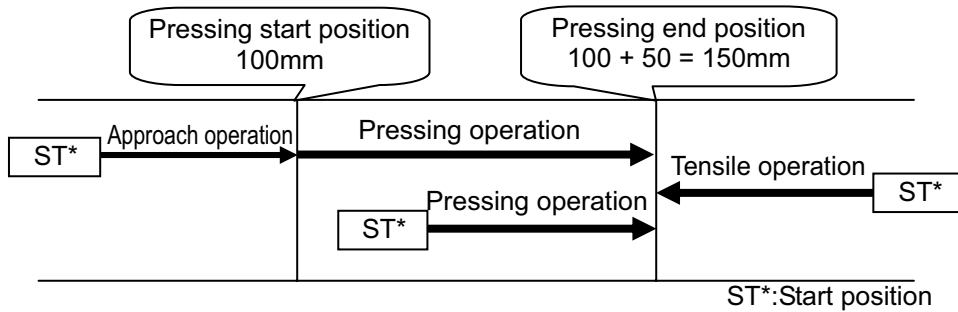 Pressing start position
100mm
Pressing end position
100 + 50 = 150mm
Approach operation
Pressing operation
ST*
Tensile operation
ST*
Pressing operation
ST*
ST*:Start position